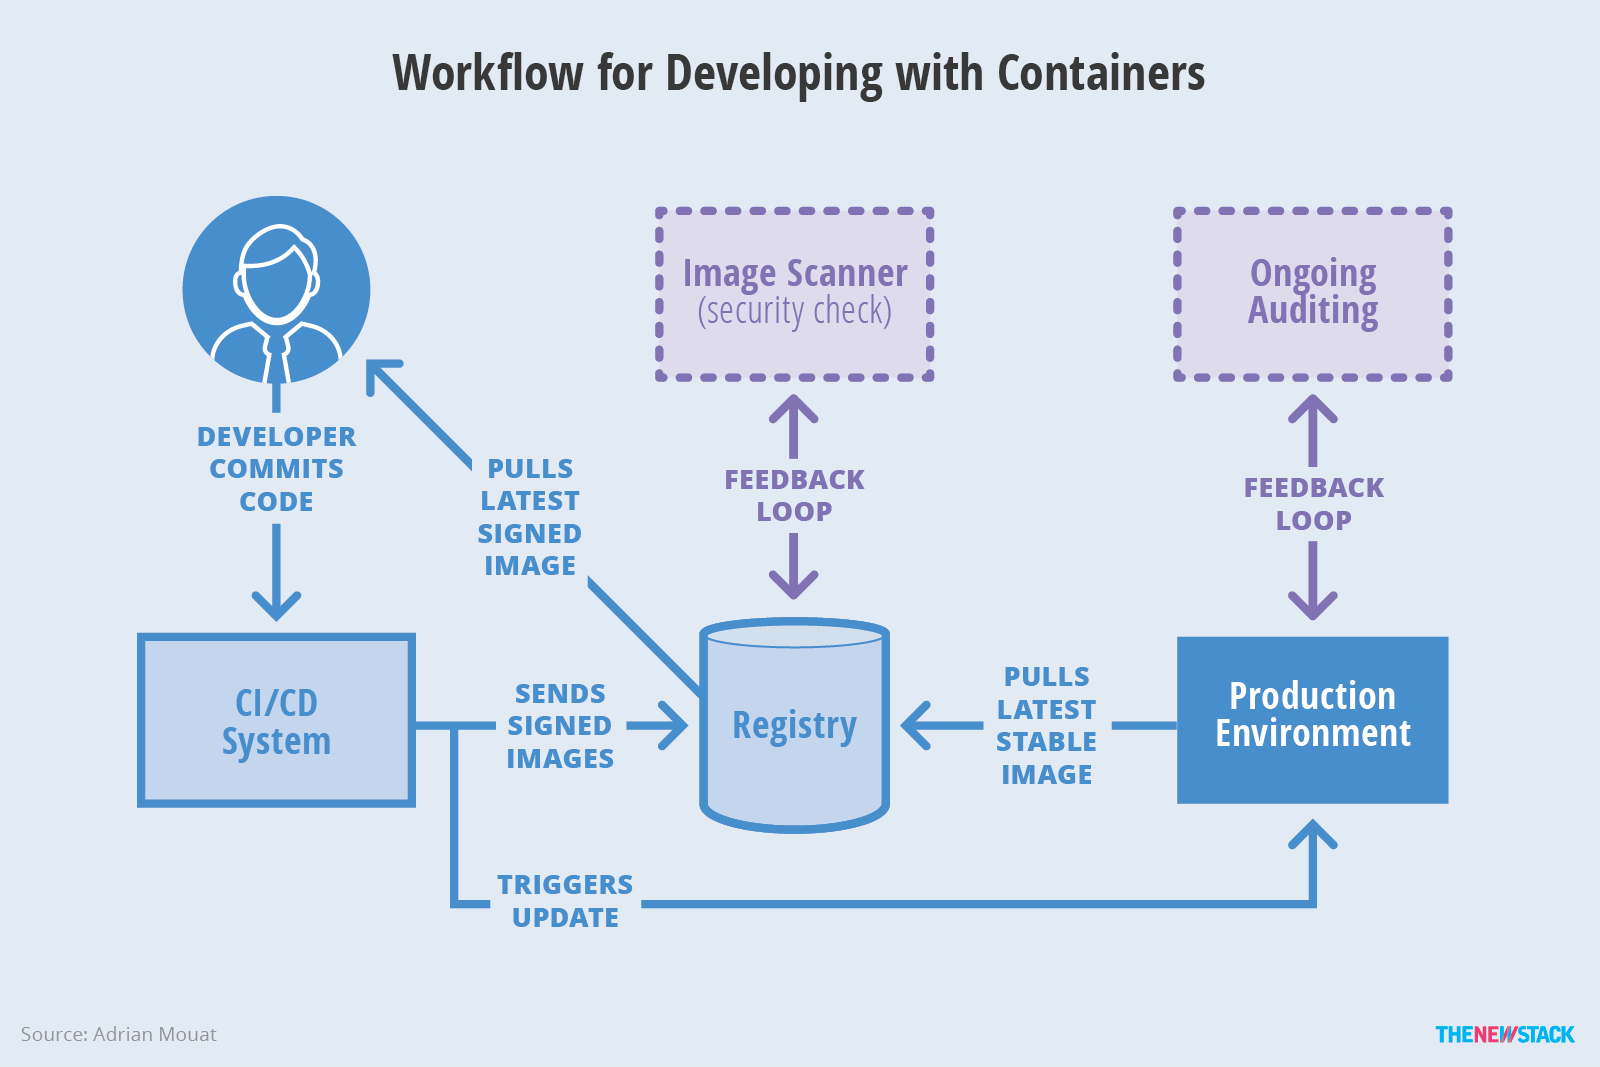 Workflow for Developing with Containers
Image Scanner
(security check)
Ongoing
Auditing
DEVELOPER
COMMITS
CODE
PULLS
LATEST
SIGNED
IMAGE
FEEDBACK
LOOP
FEEDBACK
LOOP
CI/CD
System
SENDS
SIGNED
IMAGES
Registry
PULLS
LATEST
STABLE
IMAGE
Production
Environment
TRIGGERS
UPDATE
Source: Adrian Mouat
THENEWSTACK